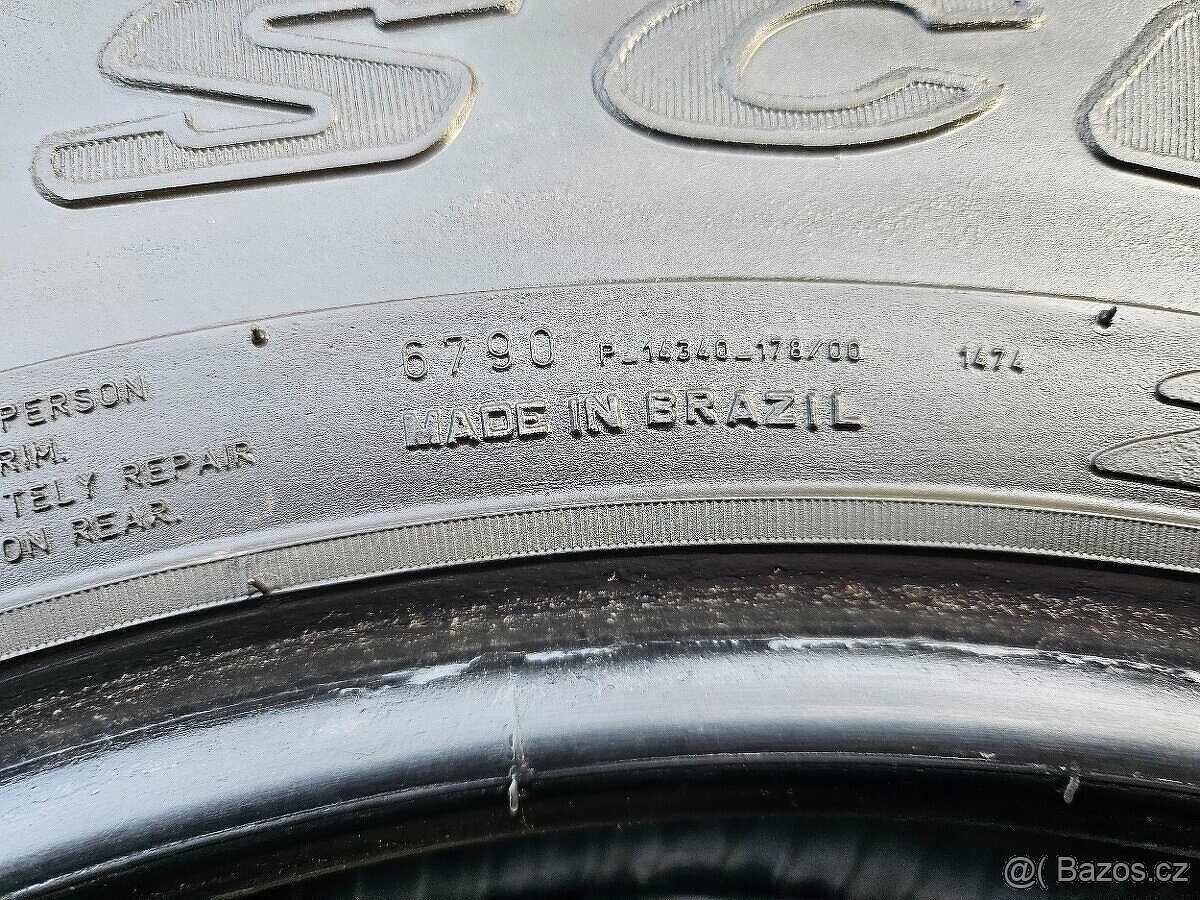 SC
6790 P_14340_178/00 1474
MADE IN BRAZIL
PERSON
RIM.
TELY REPAIR
ON REAR.
@( Bazos.cz